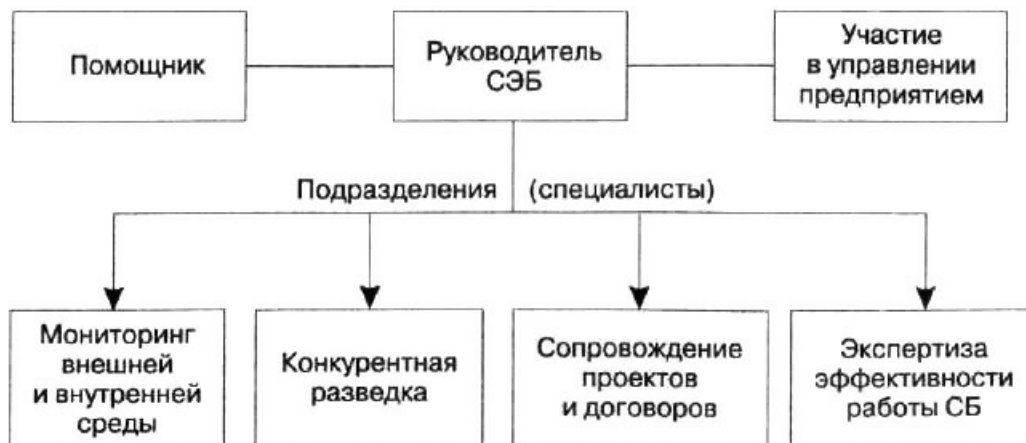 Помощник
Руководитель
СЭБ
Участие
в управлении
предприятием
Подразделения (специалисты)
Мониторинг
внешней
и внутренней
среды
Конкурентная
разведка
Сопровождение
проектов
и договоров
Экспертиза
эффективности
работы СБ